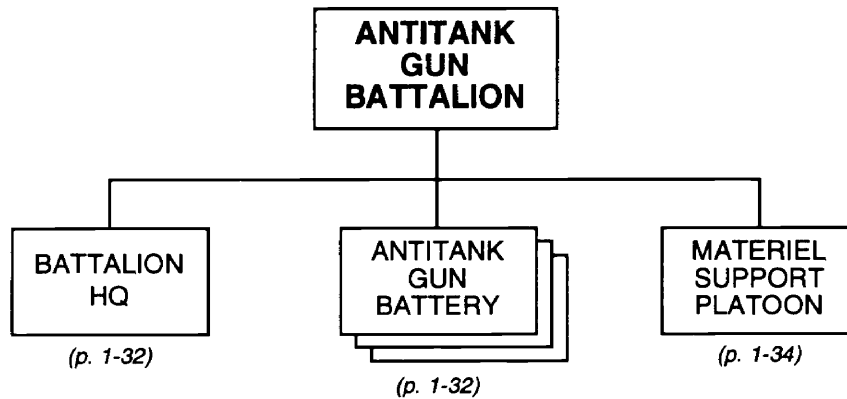 ANTITANK
GUN
BATTALION
BATTALION
HQ
(p. 1-32)
ANTITANK
GUN
BATTERY
(p. 1-32)
MATERIEL
SUPPORT
PLATOON
(p. 1-34)